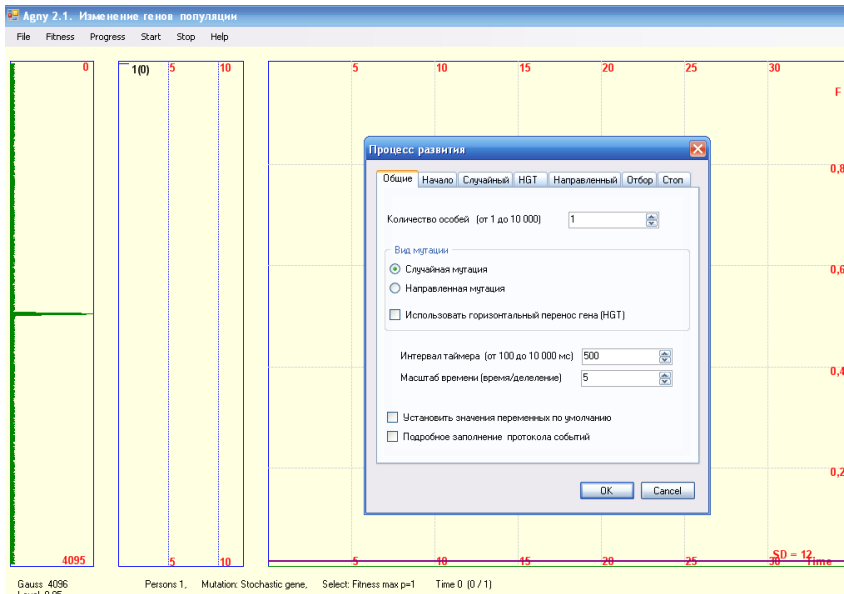 Agny 2.1. Изменение генов популяции
File Fitness Progress Start Stop Help
0 1(0) 5 10 5 10 15 20 25 30
F
Процесс развития
Общие Начало Случайный HGT Направленный Отбор Стоп
0,8
Количество особей (от 1 до 10 000) 1
Вид мутации
Случайная мутация
0,6
Направленная мутация
Использовать горизонтальный перенос гена (HGT)
Интервал таймера (от 100 до 10 000 мс) 500
0,4
Масштаб времени (время/делеление) 5
Установить значения переменных по умолчанию
Подробное заполнение протокола событий
0,2
OK Cancel
SD = 12
4095 5 10 5 10 15 20 25 30 Time
Gauss 4096 Persons 1, Mutation: Stochastic gene, Select: Fitness max p=1 Time 0 (0 / 1)
Level 0,05